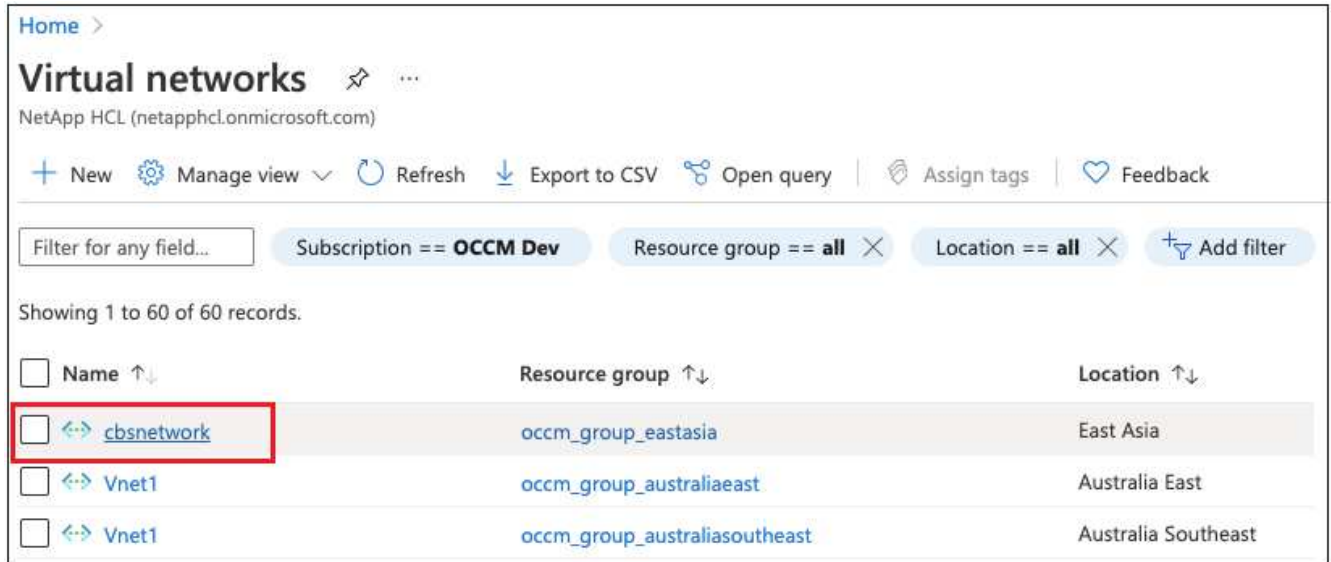 Home >
Virtual networks ...
NetApp HCL (netapphcl.onmicrosoft.com)
+ New Manage view Refresh Export to CSV Open query Assign tags Feedback
Filter for any field... Subscription == OCCM Dev Resource group == all Location == all Add filter
Showing 1 to 60 of 60 records.
Name ↑↓ Resource group ↑↓ Location ↑↓
cbsnetwork occm_group_eastasia East Asia
Vnet1 occm_group_australiaeast Australia East
Vnet1 occm_group_australiasoutheast Australia Southeast